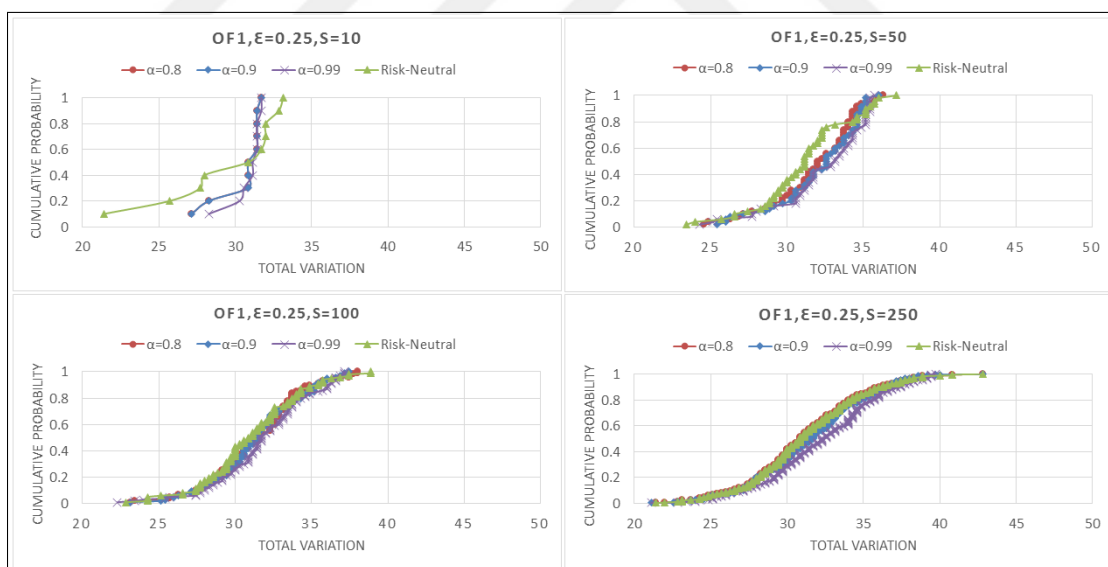 OF1,Ɛ=0.25,S=10
α=0.8 α=0.9 α=0.99 Risk-Neutral
CUMULATIVE PROBABILITY
1
0.8
0.6
0.4
0.2
0
20 25 30 35 40 45 50
TOTAL VARIATION
OF1,Ɛ=0.25,S=50
α=0.8 α=0.9 α=0.99 Risk-Neutral
CUMULATIVE PROBABILITY
1
0.8
0.6
0.4
0.2
0
20 25 30 35 40 45 50
TOTAL VARIATION
OF1,Ɛ=0.25,S=100
α=0.8 α=0.9 α=0.99 Risk-Neutral
CUMULATIVE PROBABILITY
1
0.8
0.6
0.4
0.2
0
20 25 30 35 40 45 50
TOTAL VARIATION
OF1,Ɛ=0.25,S=250
α=0.8 α=0.9 α=0.99 Risk-Neutral
CUMULATIVE PROBABILITY
1
0.8
0.6
0.4
0.2
0
20 25 30 35 40 45 50
TOTAL VARIATION